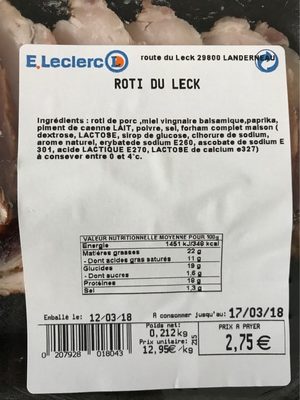 E.Leclerc L
route du Leck 29800 LANDERNEAU
ROTI DU LECK
Ingrédients : roti de porc ,miel vingnaire balsamique,paprika,
piment de caenne LAIT, poivre, sel, forham complet maison (
dextrose, LACTOSE, sirop de glucose, clhorure de sodium,
arome naturel, erybatede sodium E250, ascobate de sodium E
301, acide LACTIQUE E270, LACTOSE de calcium e327)
à consever entre 0 et 4°c.
VALEUR NUTRITIONNELLE MOYENNE POUR 100g
Energie 1451 kJ/349 kcal
Matières grasses 22 g
- Dont acides gras saturés 11 g
Glucides 19 g
- Dont sucres 1,6 g
Protéines 18 g
Sel 1,3 g
Emballé le: 12/03/18
A consommer jusqu'au: 17/03/18
Poids net:
0,212 kg
Prix unitaire:
12,95€/kg
PRIX A PAYER
2,75€
0 207928 018043